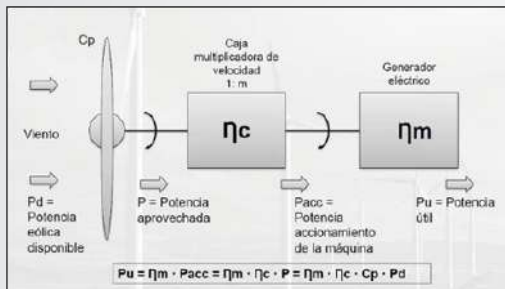 Cp
Caja
multiplicadora de
velocidad
1: m
Generador
eléctrico
Viento
ηc
ηm
Pd =
Potencia
eólica
disponible
P = Potencia
aprovechada
Pacc =
Potencia
accionamiento
de la máquina
Pu = Potencia
útil
Pu = ηm · Pacc = ηm · ηc · P = ηm · ηc · Cp · Pd